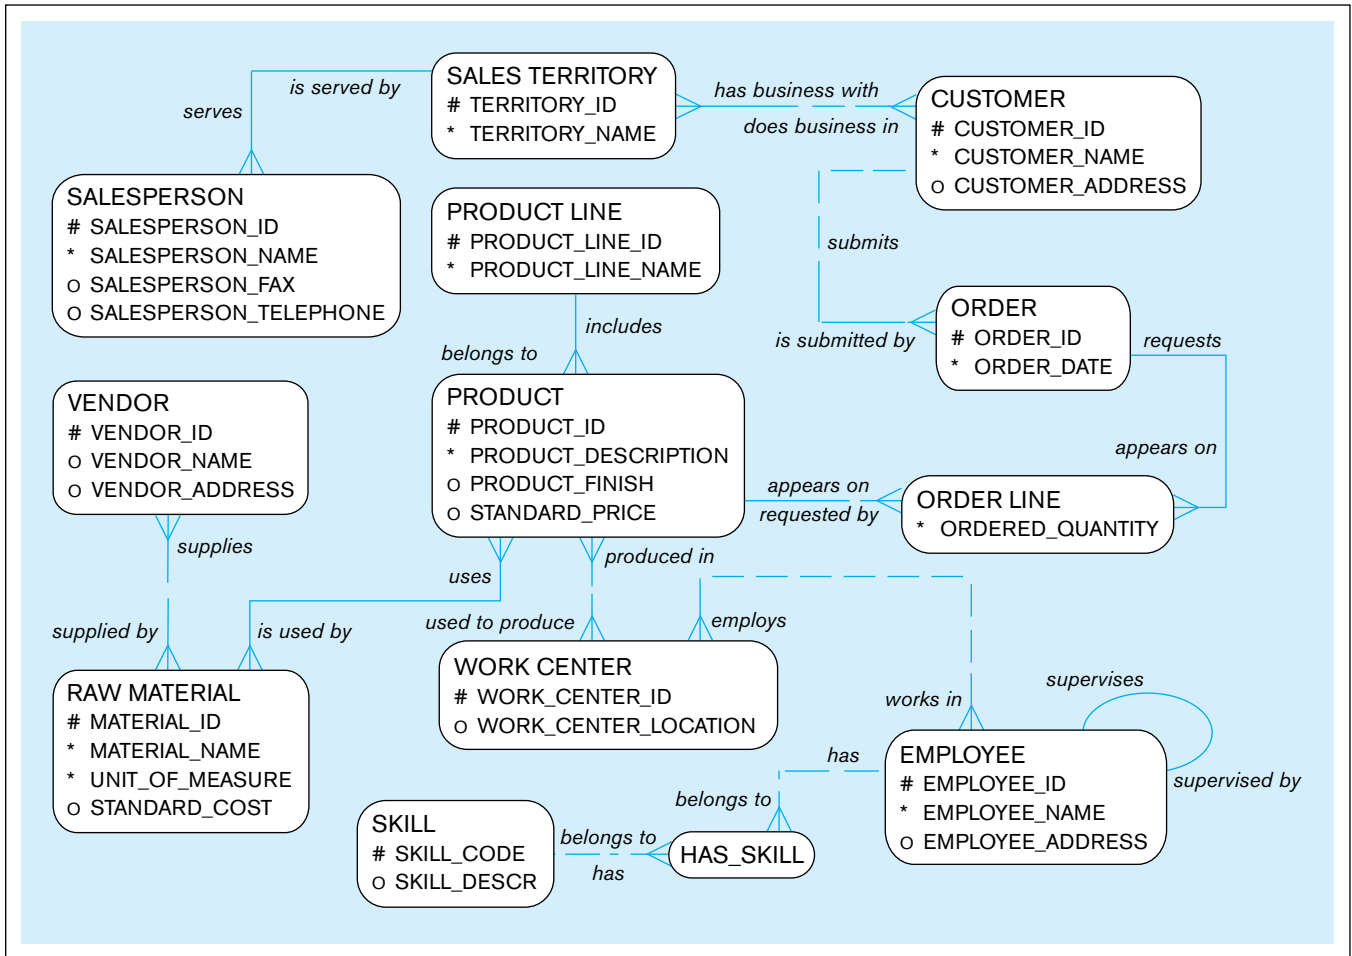 SALES TERRITORY
# TERRITORY_ID
* TERRITORY_NAME
is served by
serves
has business with
does business in
CUSTOMER
# CUSTOMER_ID
* CUSTOMER_NAME
O CUSTOMER_ADDRESS
SALESPERSON
# SALESPERSON_ID
* SALESPERSON_NAME
O SALESPERSON_FAX
O SALESPERSON_TELEPHONE
PRODUCT LINE
# PRODUCT_LINE_ID
* PRODUCT_LINE_NAME
submits
is submitted by
includes
belongs to
ORDER
# ORDER_ID
* ORDER_DATE
requests
appears on
VENDOR
# VENDOR_ID
O VENDOR_NAME
O VENDOR_ADDRESS
PRODUCT
# PRODUCT_ID
* PRODUCT_DESCRIPTION
O PRODUCT_FINISH
O STANDARD_PRICE
appears on
requested by
ORDER LINE
* ORDERED_QUANTITY
supplies
supplied by
uses
is used by
produced in
used to produce
employs
works in
RAW MATERIAL
# MATERIAL_ID
* MATERIAL_NAME
* UNIT_OF_MEASURE
O STANDARD_COST
WORK CENTER
# WORK_CENTER_ID
O WORK_CENTER_LOCATION
supervises
supervised by
EMPLOYEE
# EMPLOYEE_ID
* EMPLOYEE_NAME
O EMPLOYEE_ADDRESS
has
belongs to
SKILL
# SKILL_CODE
O SKILL_DESCR
belongs to
has
HAS_SKILL